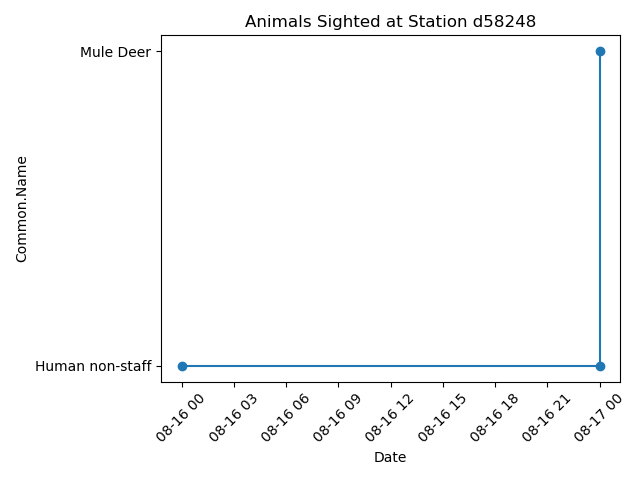 Animals Sighted at Station d58248
Mule Deer
Common.Name
Human non-staff
08-16 00
08-16 03
08-16 06
08-16 09
08-16 12
08-16 15
08-16 18
08-16 21
08-17 00
Date